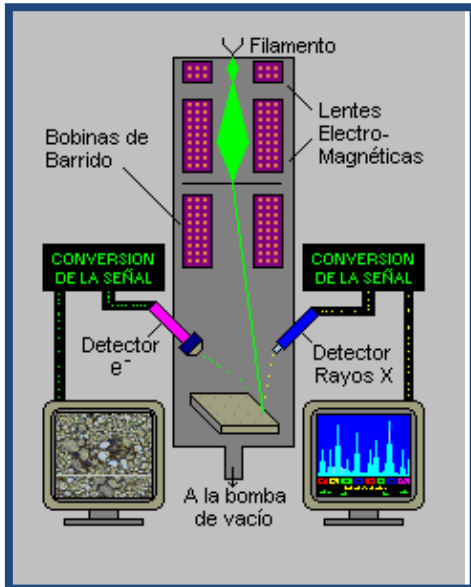 Filamento
Lentes
Electro-
Magnéticas
Bobinas de
Barrido
CONVERSION
DE LA SEÑAL
CONVERSION
DE LA SEÑAL
Detector
e⁻
Detector
Rayos X
A la bomba
de vacío